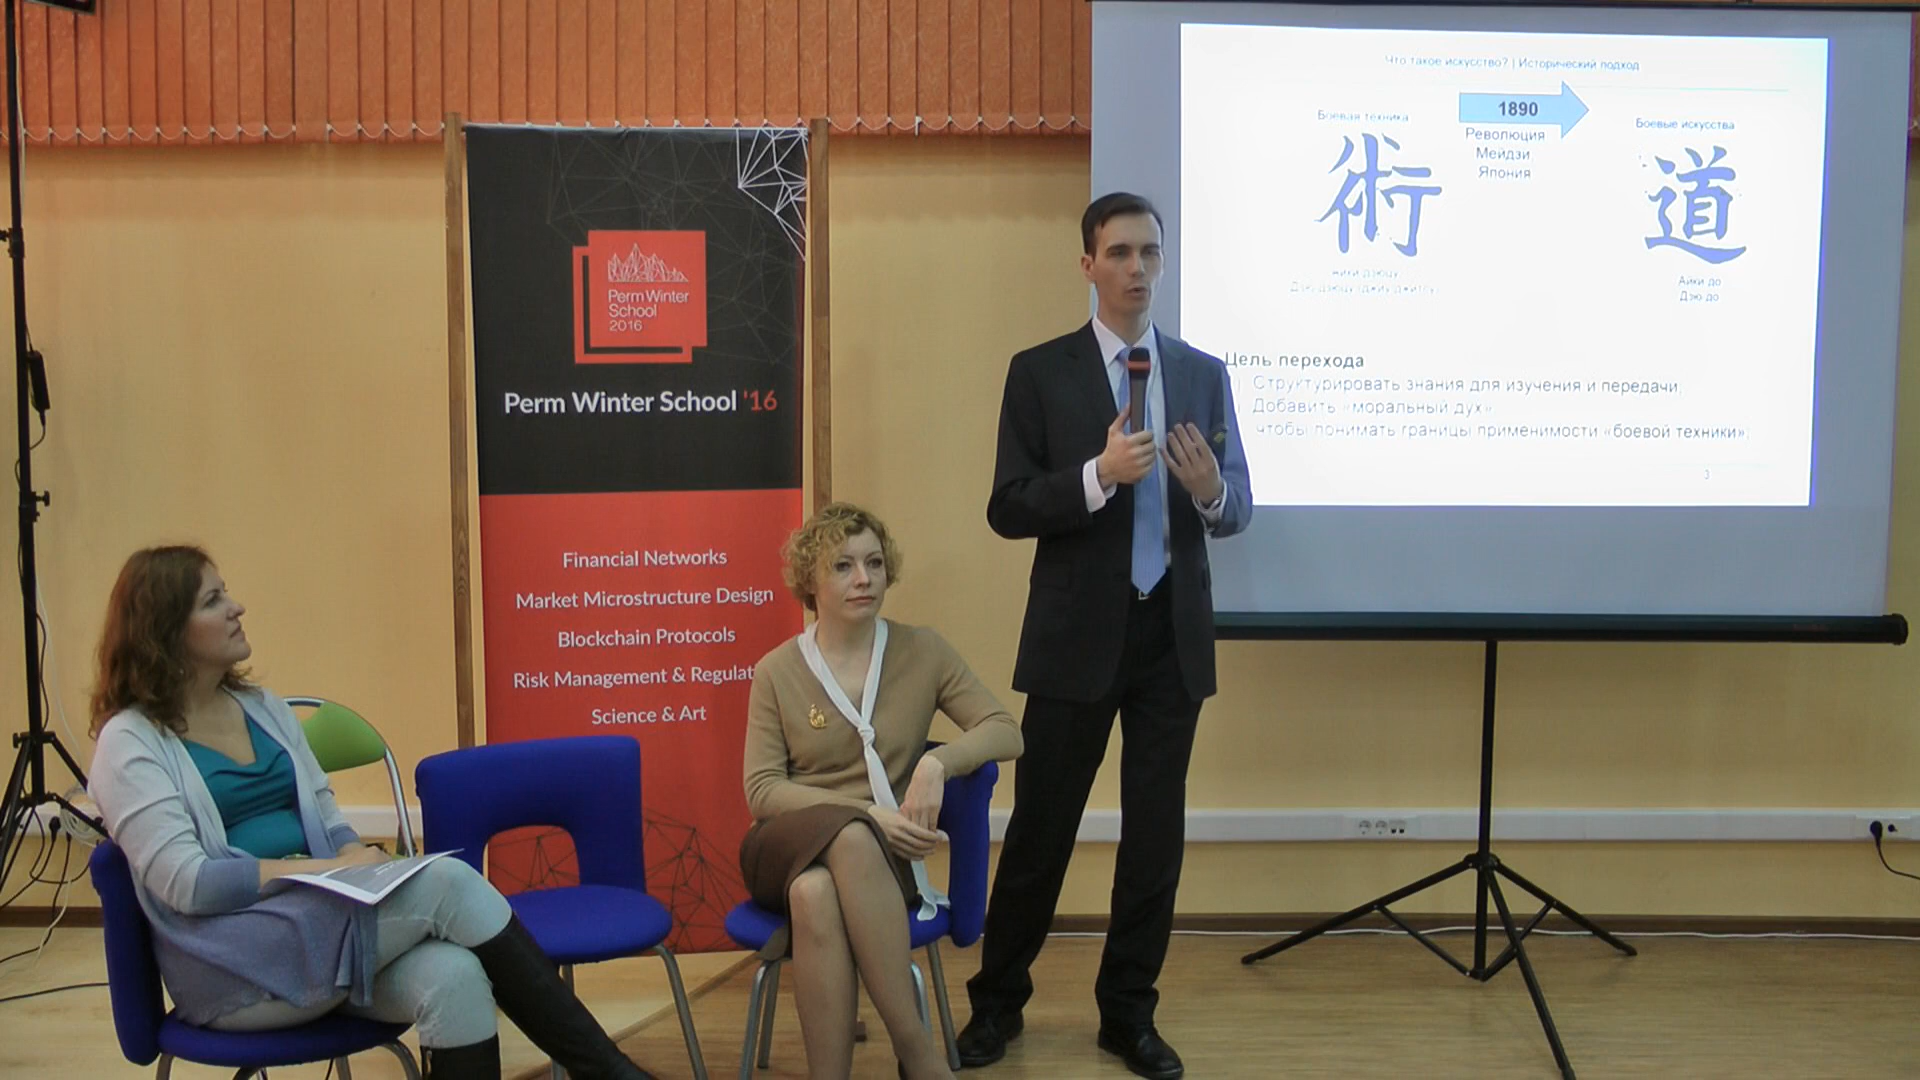 Perm Winter
School
2016
Perm Winter School '16
Financial Networks
Market Microstructure Design
Blockchain Protocols
Risk Management & Regulat
Science & Art
Что такое искусство? | Исторический подход
Боевая техника
術
1890
Революция
Мейдзи,
Япония
Боевые искусства
道
Айки до
Дзю до
Цель перехода
) Структурировать знания для изучения и передачи;
) Добавить «моральный дух»,
чтобы понимать границы применимости «боевой техники»;
3